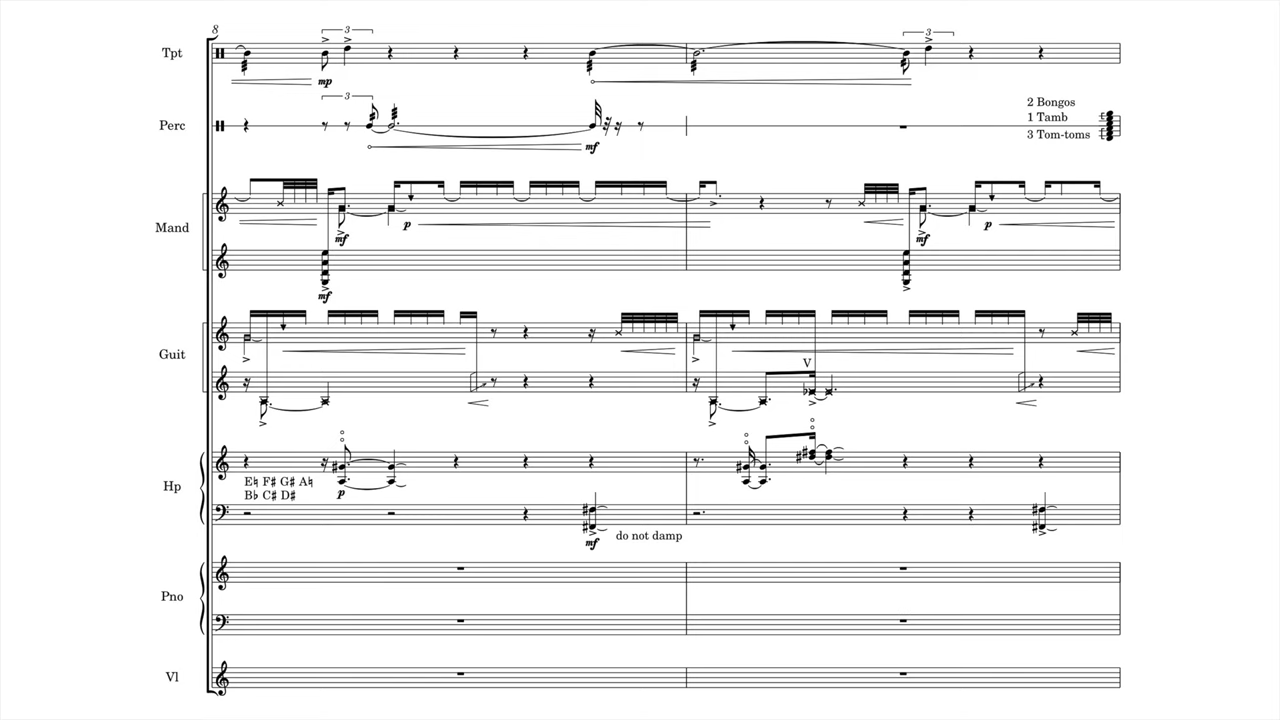 8
3
3
Tpt
mp
3
Perc
mf
2 Bongos
1 Tamb
3 Tom-toms
Mand
mf
p
mf
p
mf
Guit
V
Hp
E♮ F♯ G♯ A♮
B♭ C♯ D♯
p
mf
do not damp
Pno
Vl